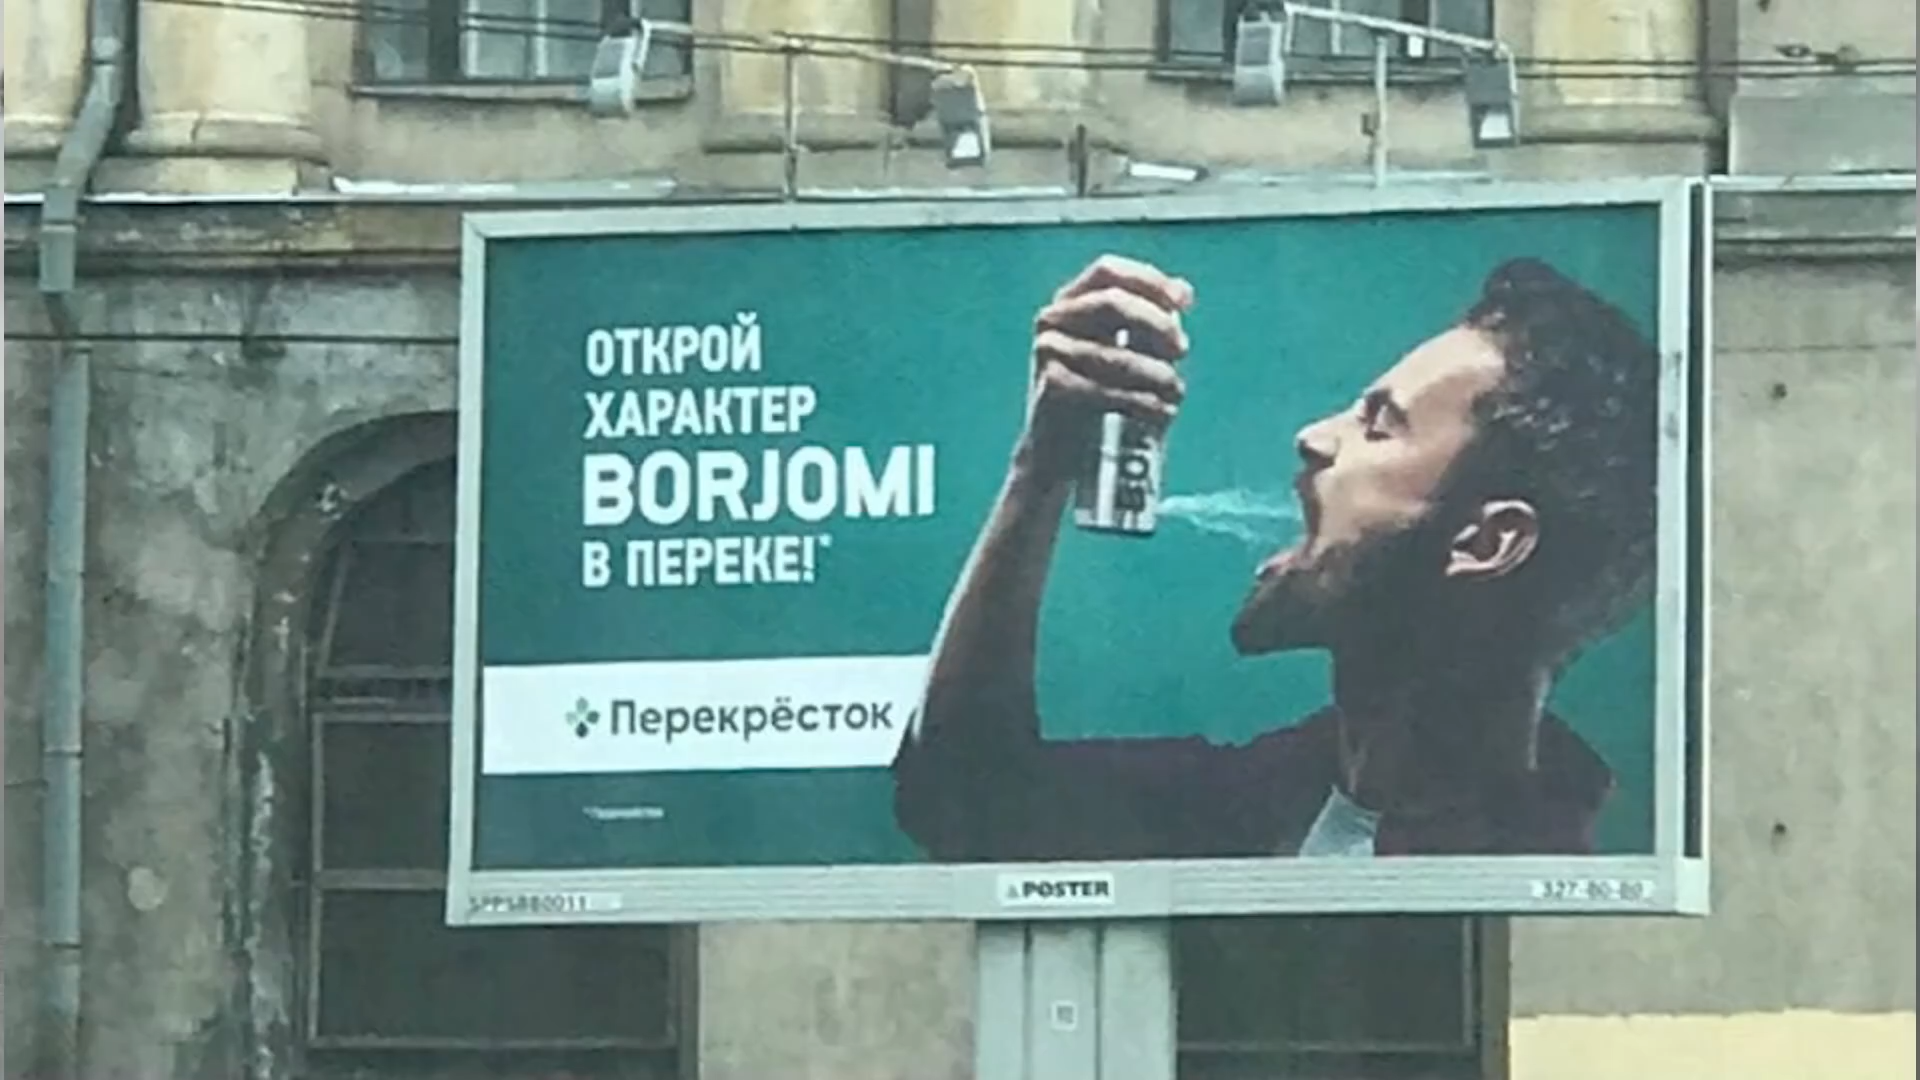 ОТКРОЙ
ХАРАКТЕР
BORJOMI
В ПЕРЕКЕ!*
Перекрёсток
POSTER
327-80-80